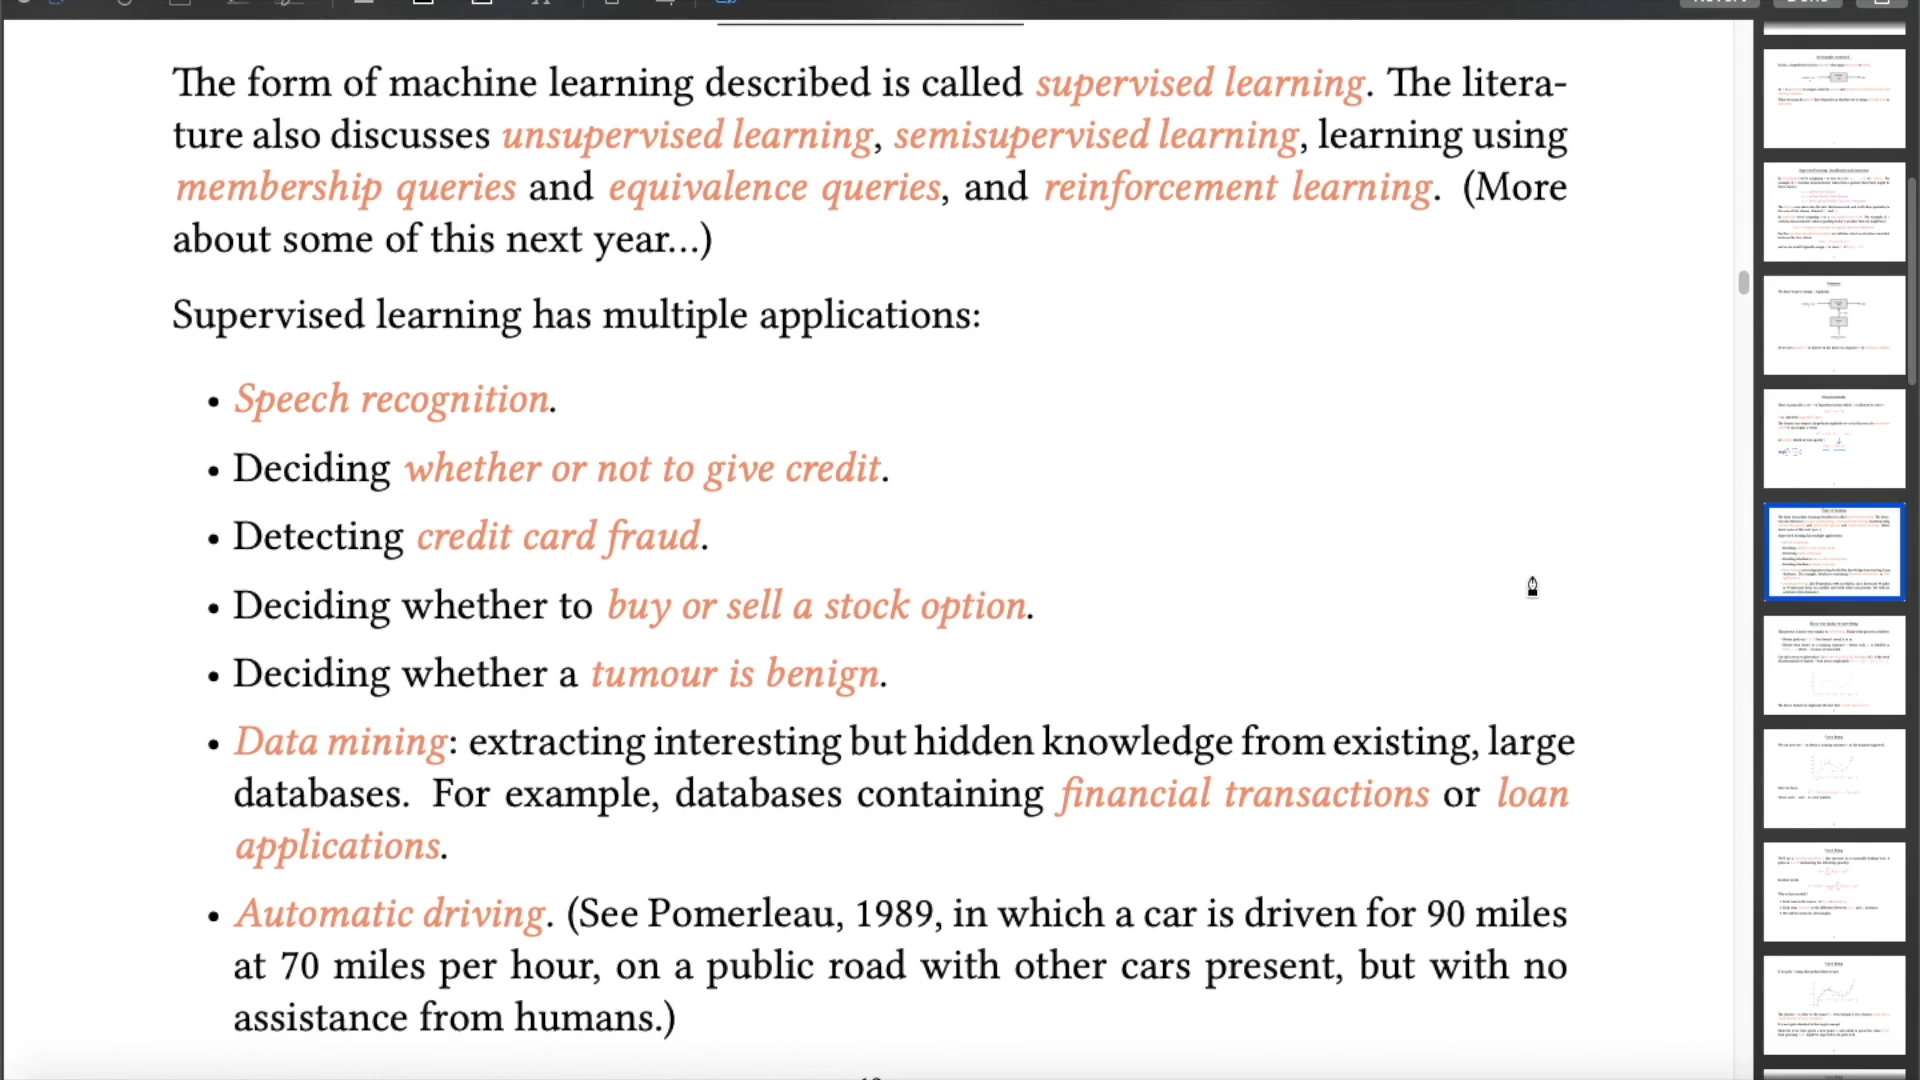 The form of machine learning described is called supervised learning. The litera-
ture also discusses unsupervised learning, semisupervised learning, learning using
membership queries and equivalence queries, and reinforcement learning. (More
about some of this next year...)
Supervised learning has multiple applications:
• Speech recognition.
• Deciding whether or not to give credit.
• Detecting credit card fraud.
• Deciding whether to buy or sell a stock option.
• Deciding whether a tumour is benign.
• Data mining: extracting interesting but hidden knowledge from existing, large
databases. For example, databases containing financial transactions or loan
applications.
• Automatic driving. (See Pomerleau, 1989, in which a car is driven for 90 miles
at 70 miles per hour, on a public road with other cars present, but with no
assistance from humans.)